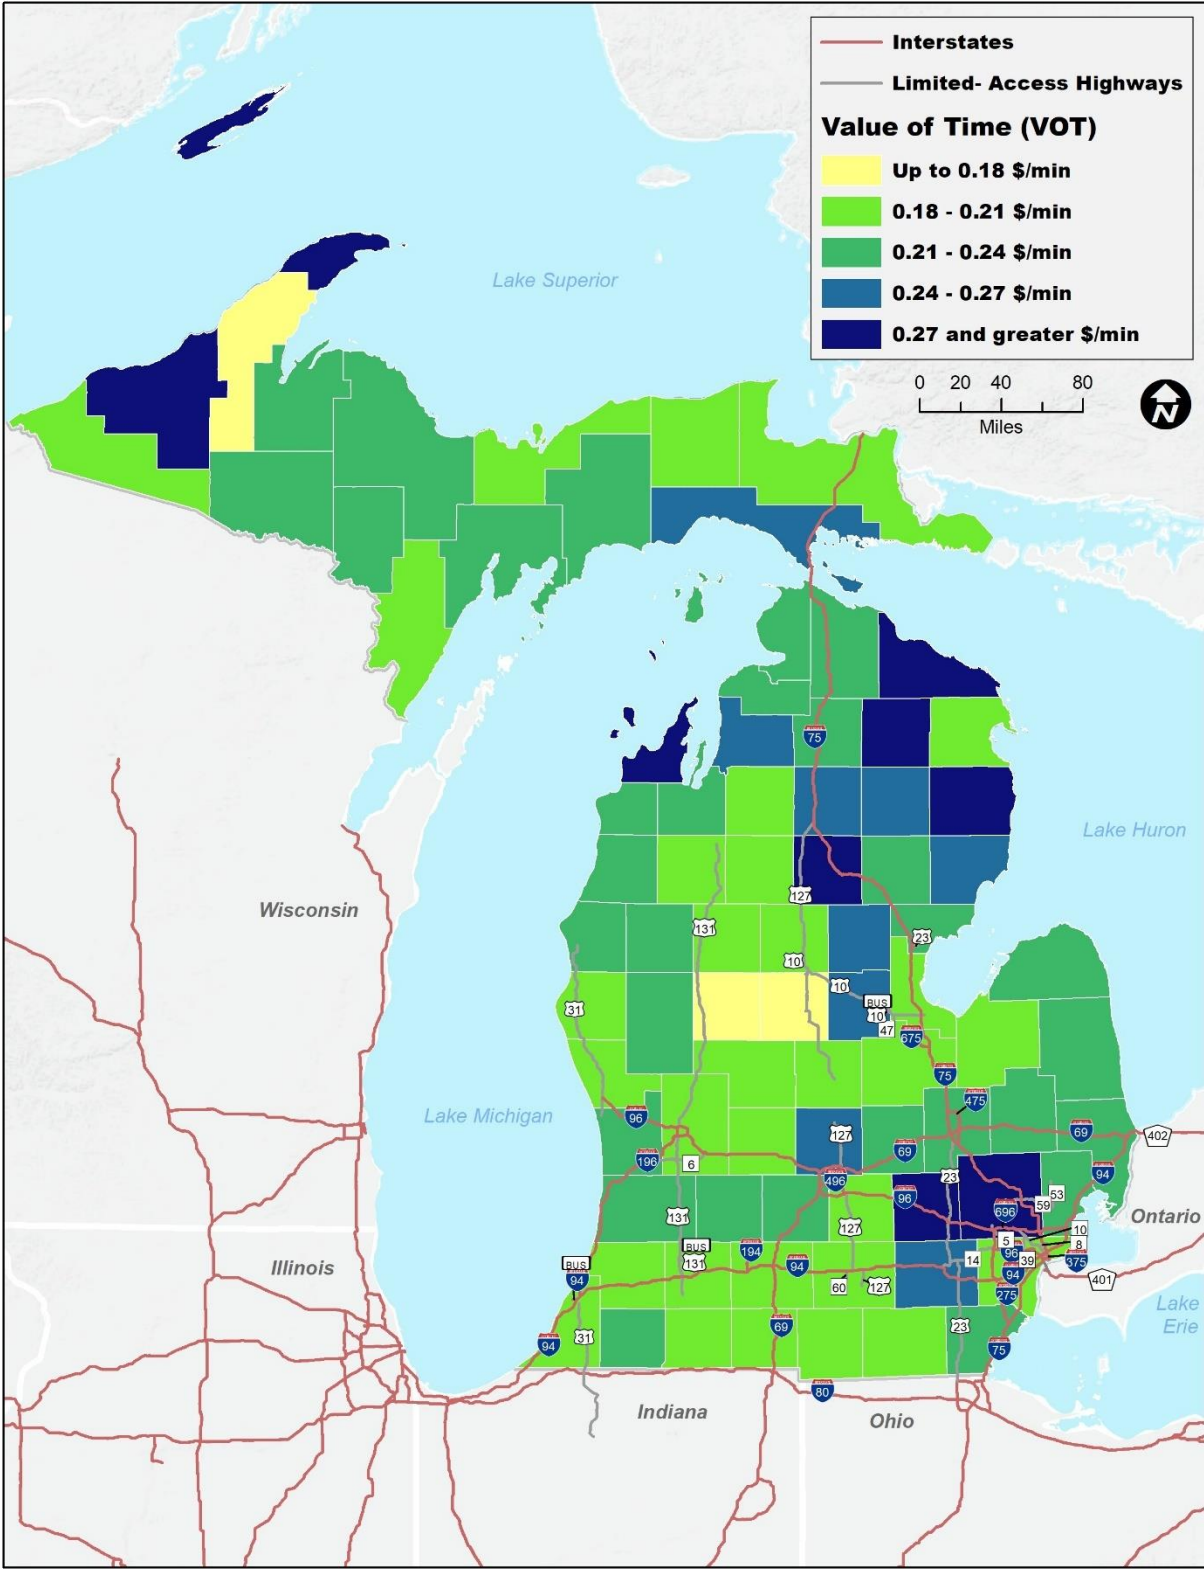 Interstates
Limited- Access Highways
Value of Time (VOT)
Up to 0.18 $/min
0.18 - 0.21 $/min
0.21 - 0.24 $/min
0.24 - 0.27 $/min
0.27 and greater $/min
0 20 40 80
Miles
N
Lake Superior
75
Lake Huron
Wisconsin
127
131
23
10
31
10
BUS
10
47
675
75
475
Lake Michigan
96
127
69
402
196
6
69
94
496
23
96
53
59
696
131
127
10
Ontario
BUS
131
194
5
8
Illinois
BUS
94
94
14
96
39
375
401
94
60
127
275
Lake
Erie
94
31
69
23
75
80
Indiana
Ohio